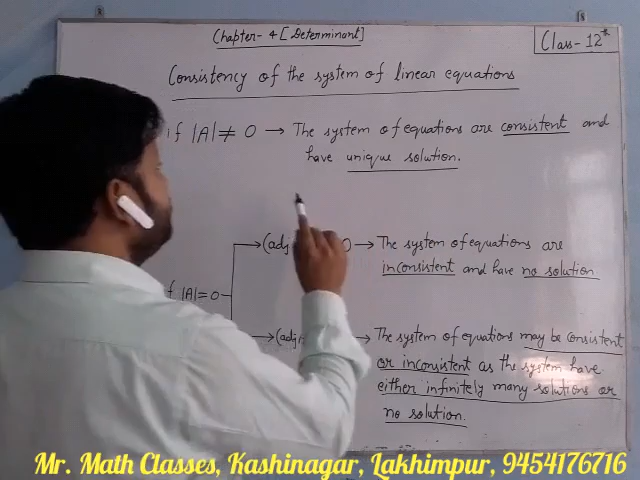 Chapter-4 [Determinant]
Class-12th
Consistency of the system of linear equations
if |A| ≠ 0 → The system of equations are consistent and
have unique solution.
(adj 0 → The system of equations are
inconsistent and have no solution
if |A|=0
(adj → The system of equations may be consistent
or inconsistent as the system have
either infinitely many solutions or
no solution.
Mr. Math Classes, Kashinagar, Lakhimpur, 9454176716